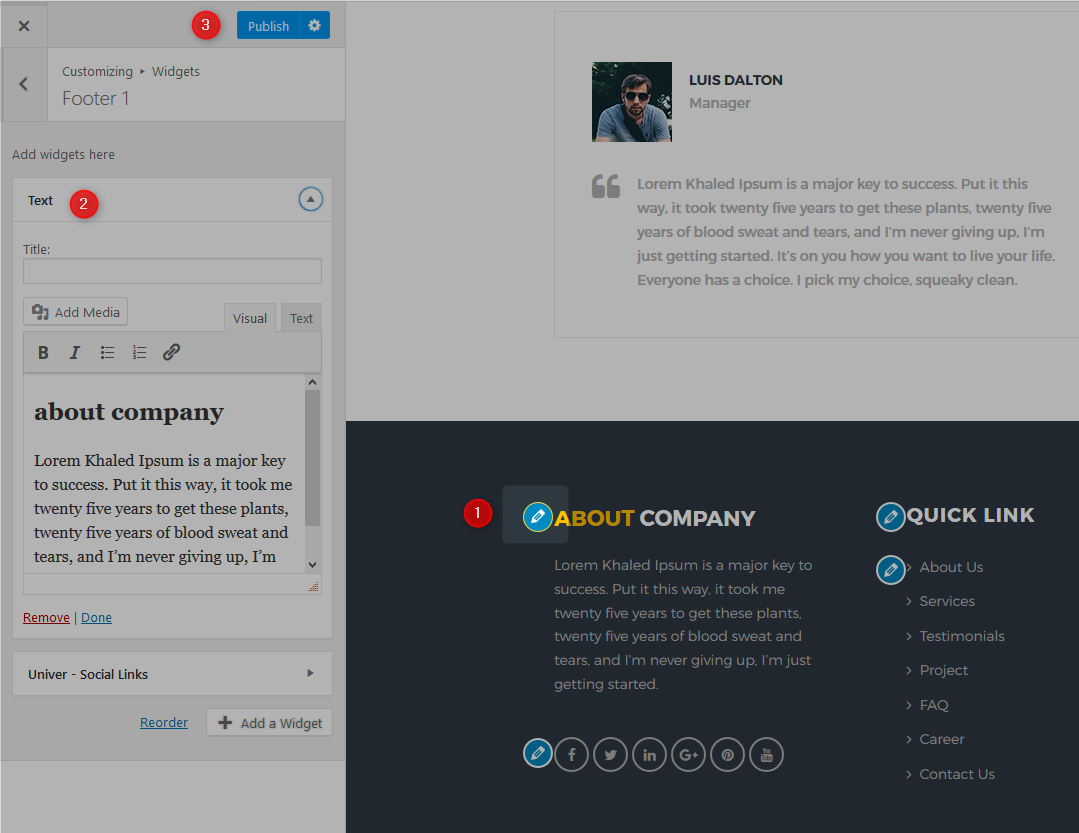 3
Publish
Customizing ▸ Widgets
Footer 1
Add widgets here
Text
2
Title:
Add Media
Visual
Text
B I
about company
Lorem Khaled Ipsum is a major key
to success. Put it this way, it took me
twenty five years to get these plants,
twenty five years of blood sweat and
tears, and I’m never giving up, I’m
Remove | Done
Univer - Social Links
Reorder
Add a Widget
LUIS DALTON
Manager
Lorem Khaled Ipsum is a major key to success. Put it this
way, it took twenty five years to get these plants, twenty five
years of blood sweat and tears, and I’m never giving up, I’m
just getting started. It’s on you how you want to live your life.
Everyone has a choice. I pick my choice, squeaky clean.
1
ABOUT COMPANY
Lorem Khaled Ipsum is a major key to
success. Put it this way, it took me
twenty five years to get these plants,
twenty five years of blood sweat and
tears, and I’m never giving up, I’m just
getting started.
QUICK LINK
About Us
Services
Testimonials
Project
FAQ
Career
Contact Us